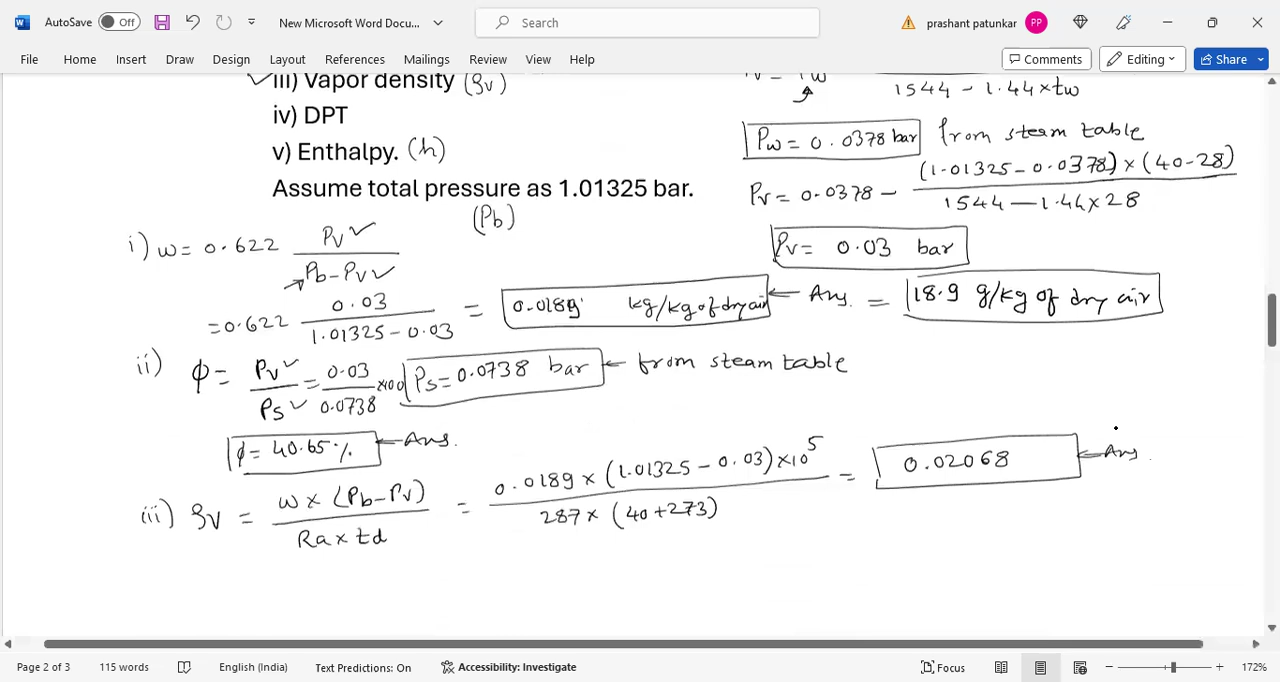 AutoSave Off New Microsoft Word Docu... Search prashant patunkar PP
File Home Insert Draw Design Layout References Mailings Review View Help Comments Editing Share
iii) Vapor density (ρv)
iv) DPT
v) Enthalpy. (h)
Assume total pressure as 1.01325 bar.
(Pb)
1544 - 1.44×tw
Pw = 0.0378 bar from steam table
Pv = 0.0378 - (1.01325 - 0.0378) × (40-28)
1544 - 1.44×28
Pv = 0.03 bar
i) w = 0.622 Pv
Pb - Pv
= 0.622 0.03 = 0.0189 kg/kg of dry air ← Ans. = 18.9 g/kg of dry air
1.01325 - 0.03
ii) φ = Pv = 0.03 ×100 Ps = 0.0738 bar ← from steam table
Ps 0.0738
φ = 40.65 % ← Ans.
iii) ρv = w × (Pb - Pv) = 0.0189 × (1.01325 - 0.03) ×10⁵ = 0.02068 ← Ans.
Ra × td 287 × (40+273)
Page 2 of 3 115 words English (India) Text Predictions: On Accessibility: Investigate Focus 172%